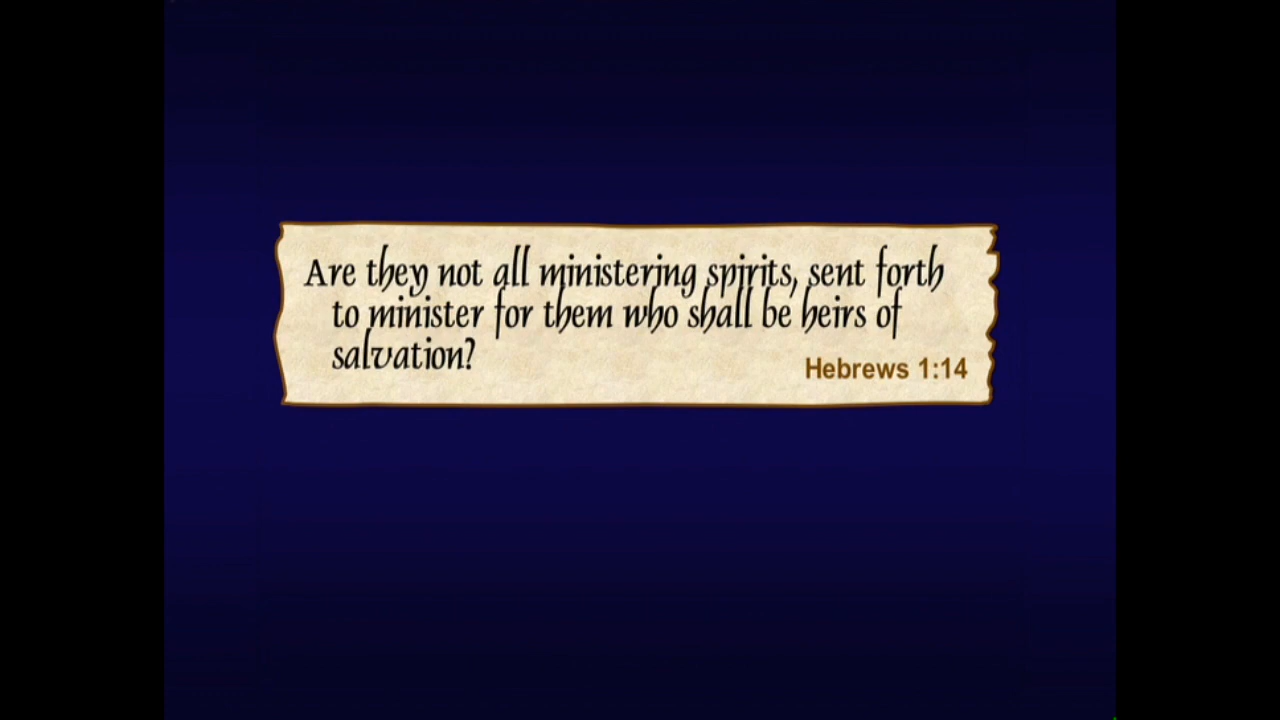 Are they not all ministering spirits, sent forth
to minister for them who shall be heirs of
salvation?
Hebrews 1:14